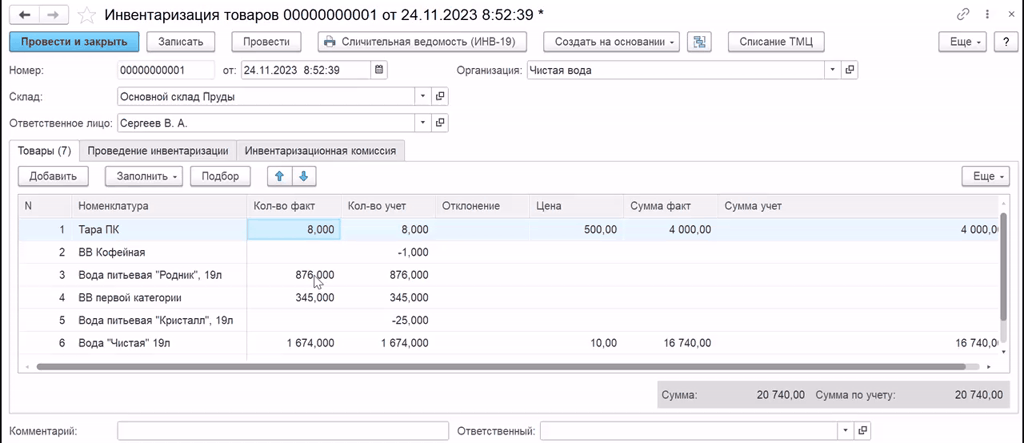 Инвентаризация товаров 00000000001 от 24.11.2023 8:52:39 *
Провести и закрыть Записать Провести Сличительная ведомость (ИНВ-19) Создать на основании Списание ТМЦ Еще ?
Номер: 00000000001 от: 24.11.2023 8:52:39 Организация: Чистая вода
Склад: Основной склад Пруды
Ответственное лицо: Сергеев В. А.
Товары (7) Проведение инвентаризации Инвентаризационная комиссия
Добавить Заполнить Подбор Еще
N Номенклатура Кол-во факт Кол-во учет Отклонение Цена Сумма факт Сумма учет
1 Тара ПК 8,000 8,000 500,00 4 000,00 4 000,0
2 ВВ Кофейная -1,000
3 Вода питьевая "Родник", 19л 876,000 876,000
4 ВВ первой категории 345,000 345,000
5 Вода питьевая "Кристалл", 19л -25,000
6 Вода "Чистая" 19л 1 674,000 1 674,000 10,00 16 740,00 16 740,0
Сумма: 20 740,00 Сумма по учету: 20 740,00
Комментарий: Ответственный: